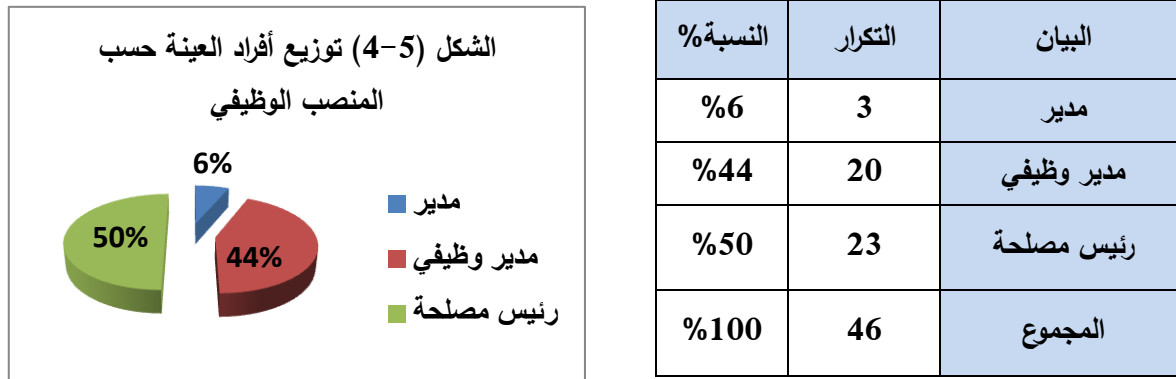 البيان التكرار النسبة%
مدير 3 6%
مدير وظيفي 20 44%
رئيس مصلحة 23 50%
المجموع 46 100%
الشكل (5-4) توزيع أفراد العينة حسب
المنصب الوظيفي
6%
44%
50%
مدير
مدير وظيفي
رئيس مصلحة